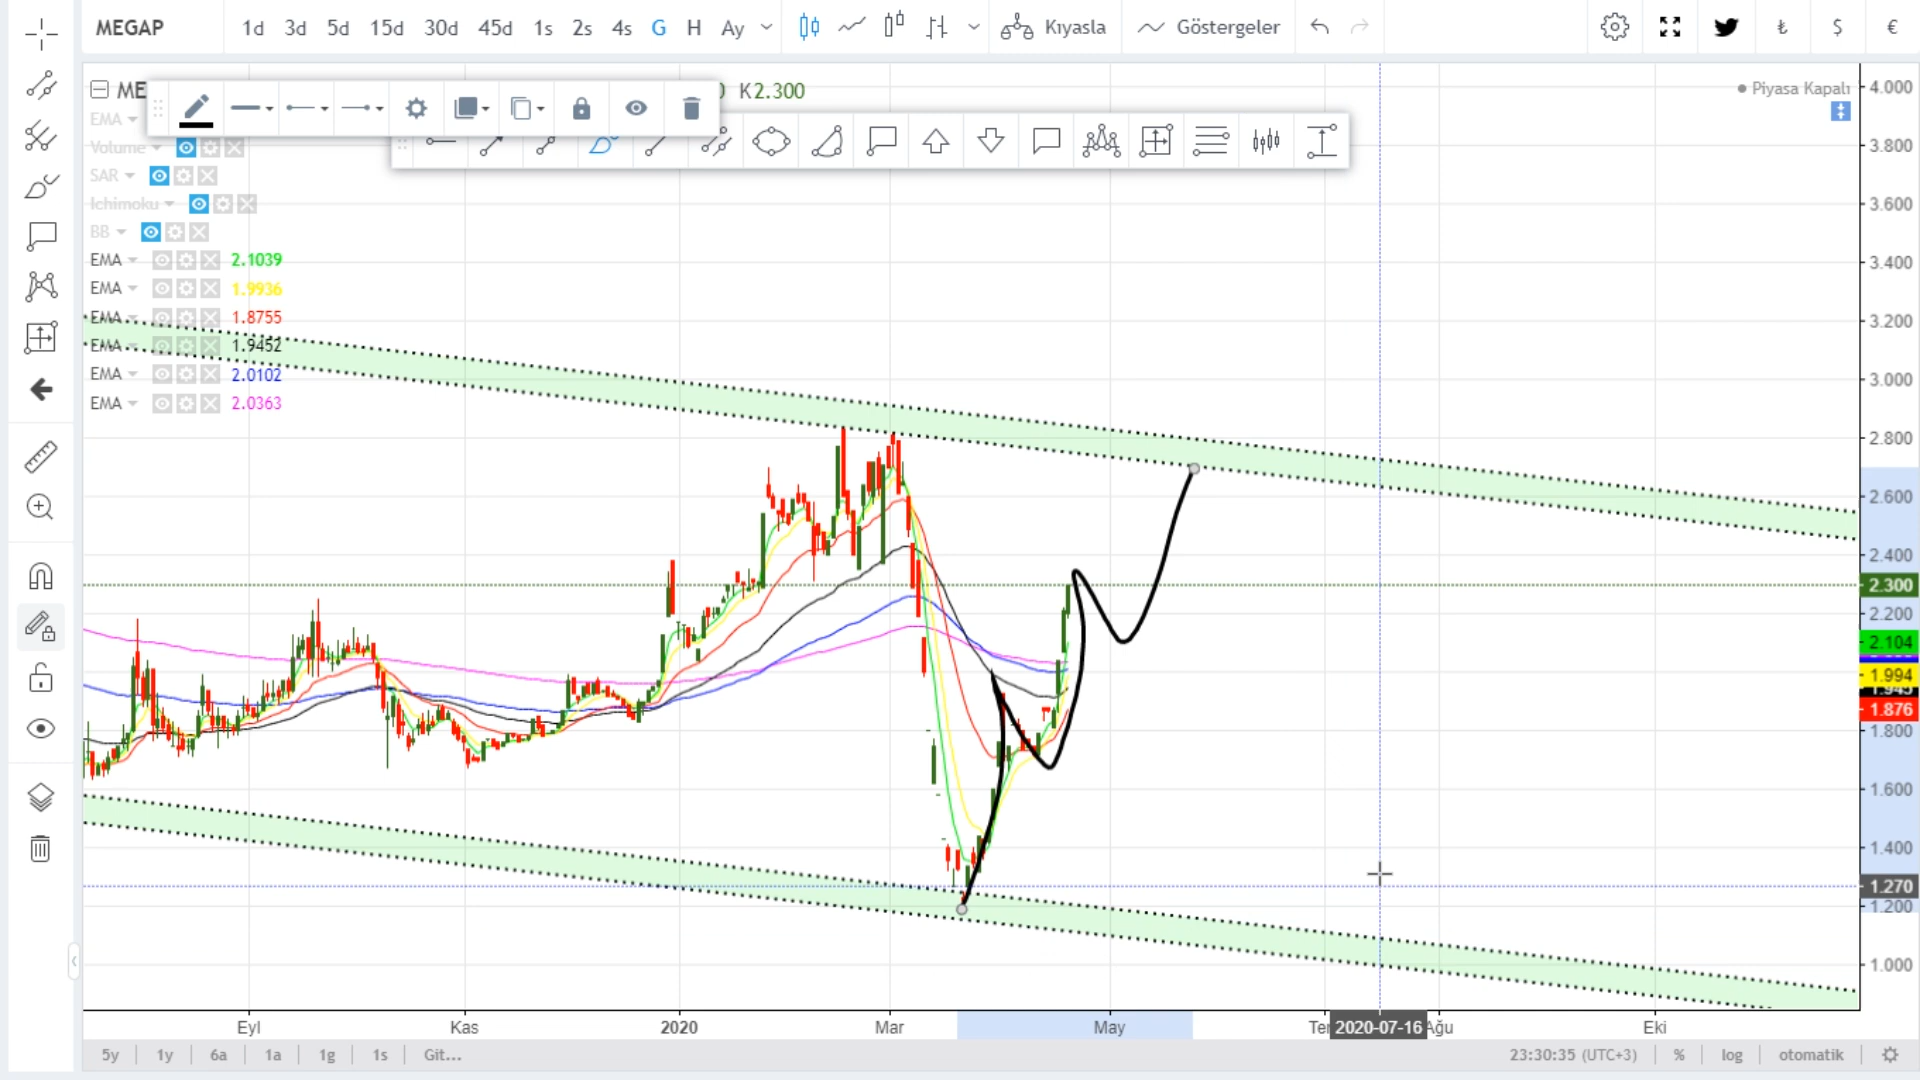 MEGAP 1d 3d 5d 15d 30d 45d 1s 2s 4s G H Ay Kıyasla Göstergeler ₺ $ €
ME K2.300 Piyasa Kapalı
EMA
Volume
SAR
Ichimoku
BB
EMA 2.1039
EMA 1.9936
EMA 1.8755
EMA 1.9452
EMA 2.0102
EMA 2.0363
4.000
3.800
3.600
3.400
3.200
3.000
2.800
2.600
2.400
2.300
2.200
2.104
1.994
1.945
1.876
1.800
1.600
1.400
1.270
1.200
1.000
Eyl Kas 2020 Mar May Ter 2020-07-16 Ağu Eki
5y 1y 6a 1a 1g 1s Git... 23:30:35 (UTC+3) % log otomatik